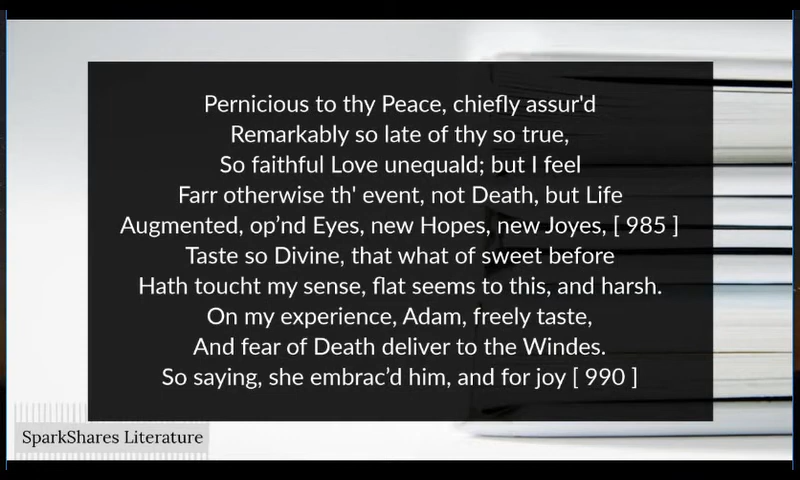 Pernicious to thy Peace, chiefly assur'd
Remarkably so late of thy so true,
So faithful Love unequald; but I feel
Farr otherwise th' event, not Death, but Life
Augmented, op’nd Eyes, new Hopes, new Joyes, [ 985 ]
Taste so Divine, that what of sweet before
Hath toucht my sense, flat seems to this, and harsh.
On my experience, Adam, freely taste,
And fear of Death deliver to the Windes.
So saying, she embrac’d him, and for joy [ 990 ]
SparkShares Literature